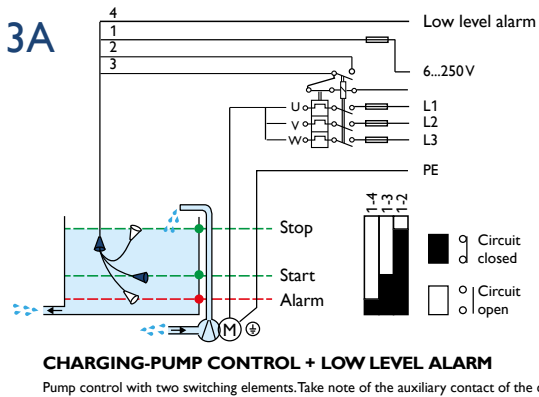 3A
4
Low level alarm
1
2
3
6...250 V
U
L1
V
L2
W
L3
PE
1-4
1-3
1-2
Stop
Start
Alarm
Circuit
closed
Circuit
open
M
CHARGING-PUMP CONTROL + LOW LEVEL ALARM
Pump control with two switching elements. Take note of the auxiliary contact of the